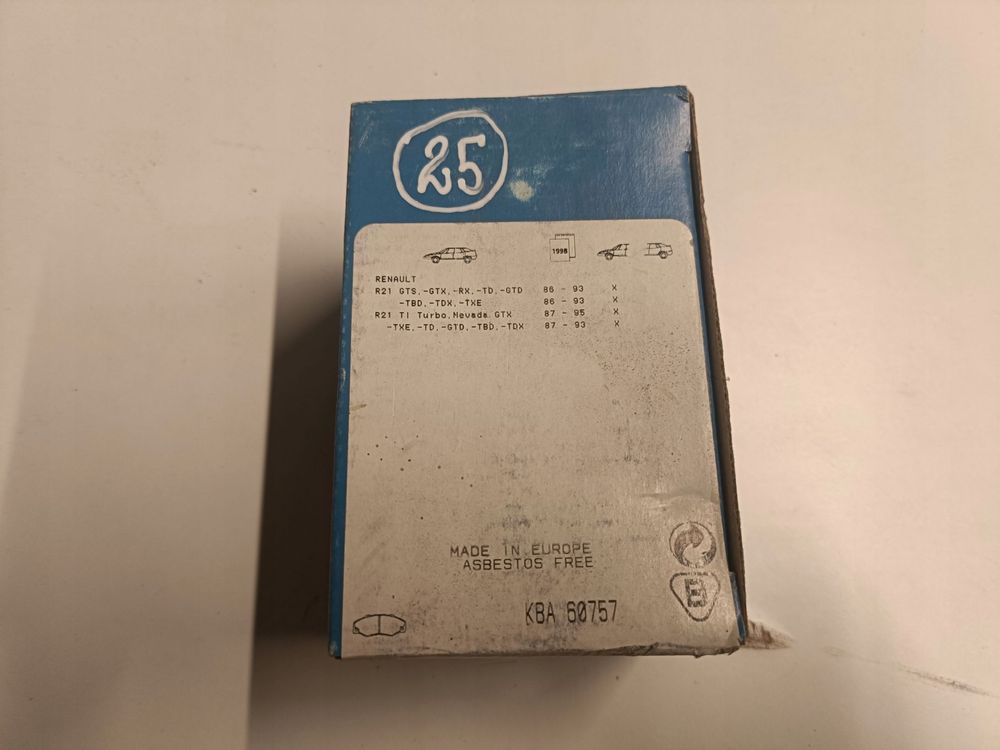 25
1998
RENAULT
R21 GTS,-GTX,-RX,-TD,-GTD 86 - 93 X
-TBD,-TDX,-TXE 86 - 93 X
R21 TI Turbo,Nevada GTX 87 - 95 X
-TXE,-TD,-GTD,-TBD,-TDX 87 - 93 X
MADE IN EUROPE
ASBESTOS FREE
E
KBA 60757